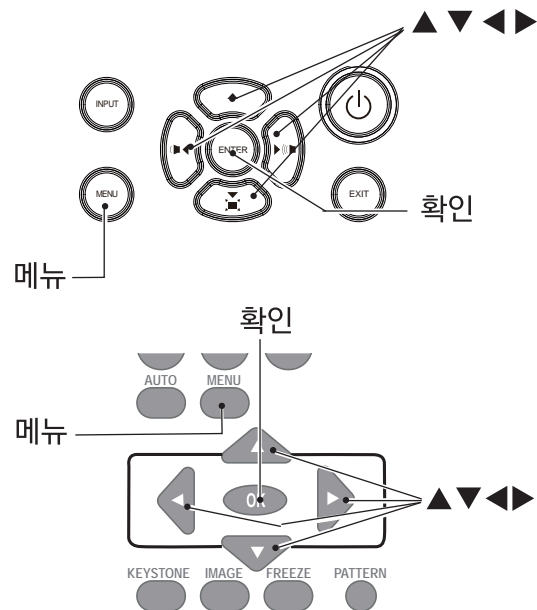 ▲ ▼ ◀ ▶
INPUT
ENTER
MENU
EXIT
확인
메뉴
확인
AUTO MENU
메뉴
OK
▲ ▼ ◀ ▶
KEYSTONE IMAGE FREEZE PATTERN